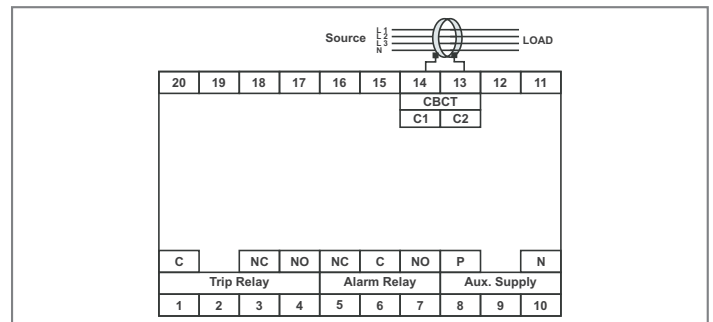 Source L1 LOAD
L2
L3
N
20 19 18 17 16 15 14 13 12 11
CBCT
C1 C2
C NC NO NC C NO P N
Trip Relay Alarm Relay Aux. Supply
1 2 3 4 5 6 7 8 9 10